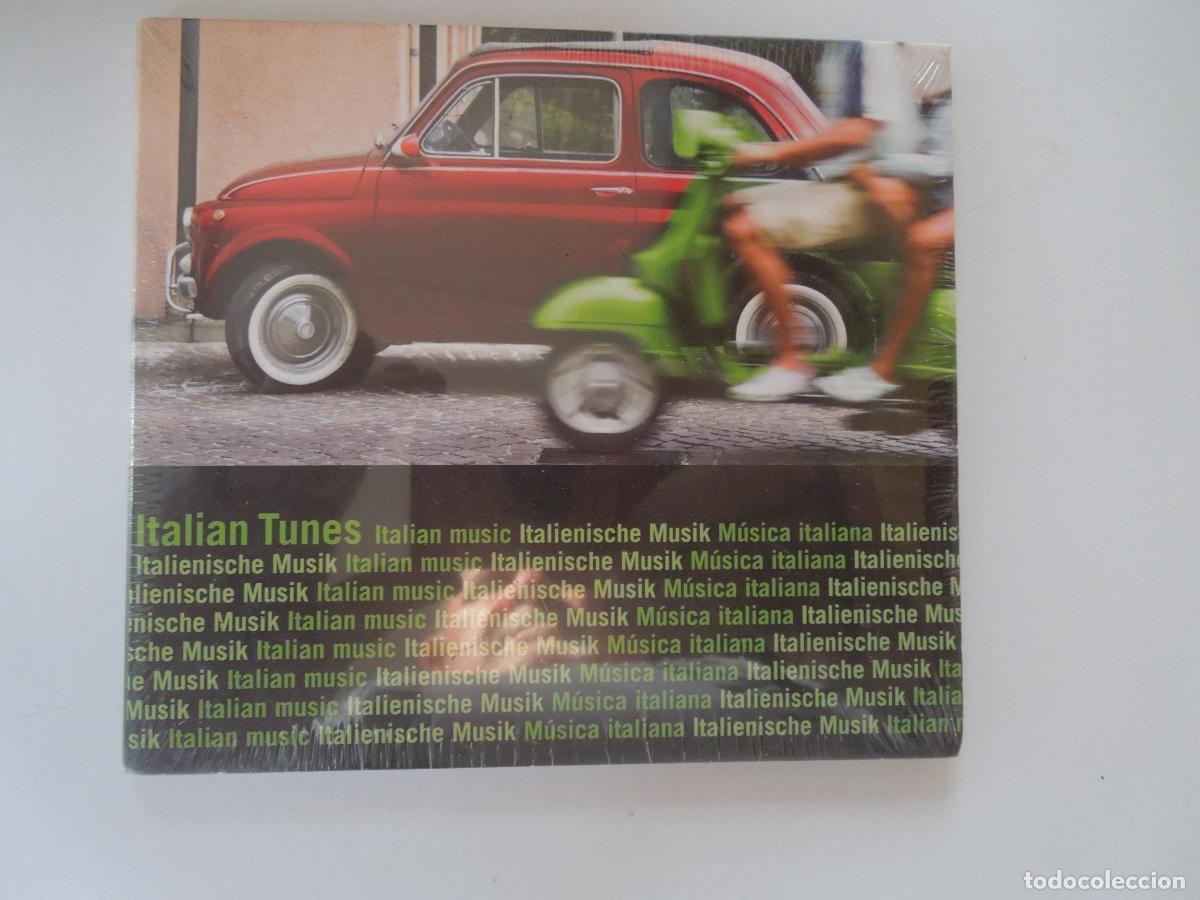 Italian Tunes Italian music Italienische Musik Música italiana Italienis
Italienische Musik Italian music Italienische Musik Música italiana Italienische
lienische Musik Italian music Italienische Musik Música italiana Italienische M
nische Musik Italian music Italienische Musik Música italiana Italienische Mus
sche Musik Italian music Italienische Musik Música italiana Italienische Musik
e Musik Italian music Italienische Musik Música italiana Italienische Musik Ita
Musik Italian music Italienische Musik Música italiana Italienische Musik Italia
sik Italian music Italienische Musik Música italiana Italienische Musik Italian
todocoleccion